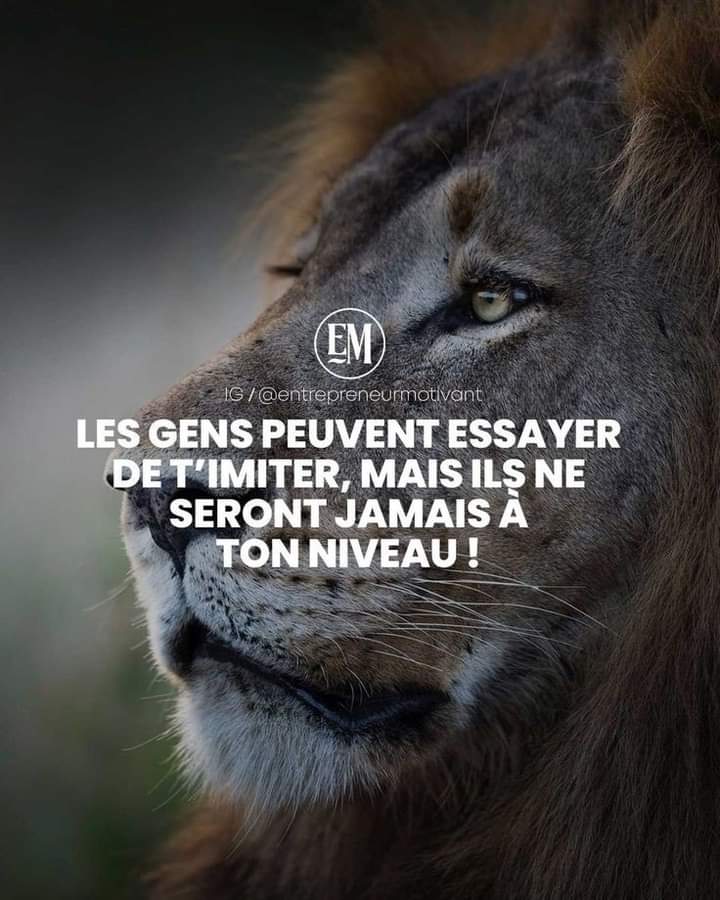 EM
IG / @entrepreneurmotivant
LES GENS PEUVENT ESSAYER
DE T’IMITER, MAIS ILS NE
SERONT JAMAIS À
TON NIVEAU !